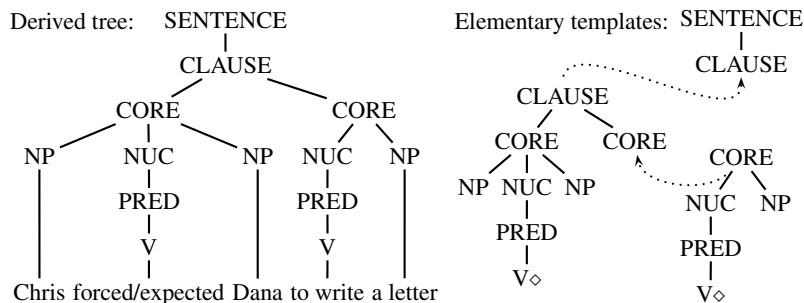 Derived tree: SENTENCE
CLAUSE
CORE CORE
NP NUC NP NUC NP
PRED PRED
V V
Chris forced/expected Dana to write a letter
Elementary templates: SENTENCE
CLAUSE
CLAUSE
CORE CORE
CORE
NP NUC NP
NUC NP
PRED
PRED
V◇
V◇